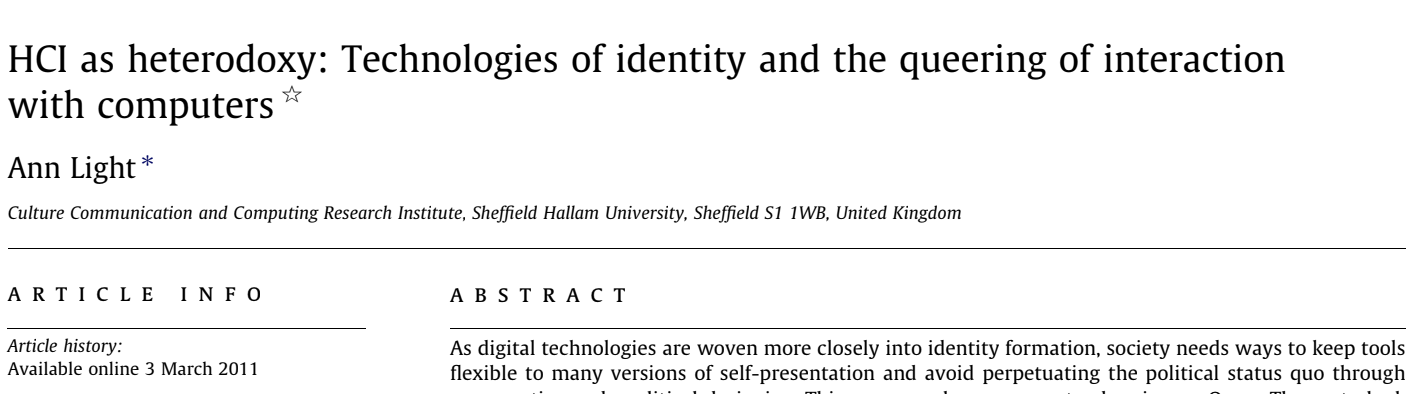 HCI as heterodoxy: Technologies of identity and the queering of interaction
with computers ☆
Ann Light *
Culture Communication and Computing Research Institute, Sheffield Hallam University, Sheffield S1 1WB, United Kingdom
ARTICLE INFO
Article history:
Available online 3 March 2011
ABSTRACT
As digital technologies are woven more closely into identity formation, society needs ways to keep tools
flexible to many versions of self-presentation and avoid perpetuating the political status quo through